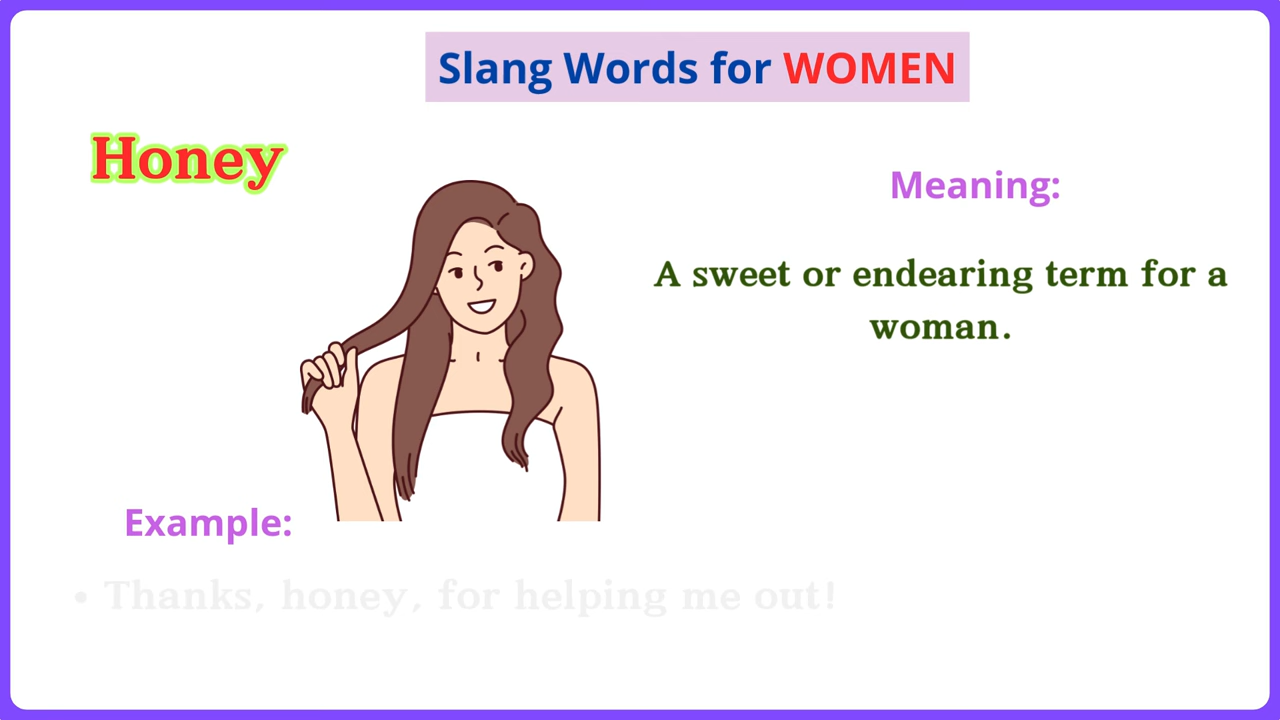 Slang Words for WOMEN
Honey
Meaning:
A sweet or endearing term for a
woman.
Example:
• Thanks, honey, for helping me out!